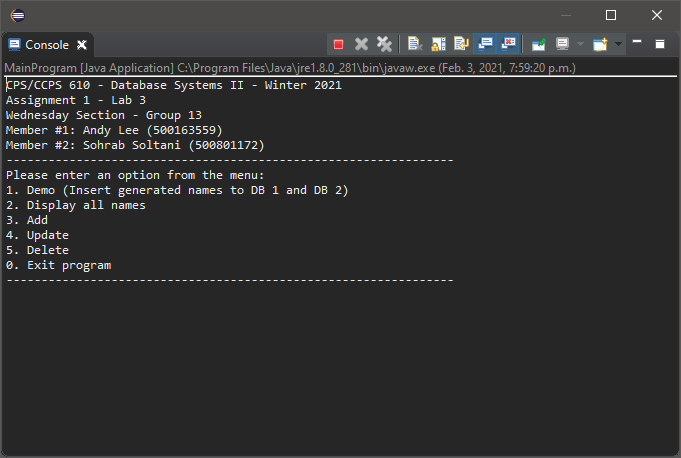 Console
MainProgram [Java Application] C:\Program Files\Java\jre1.8.0_281\bin\javaw.exe (Feb. 3, 2021, 7:59:20 p.m.)
CPS/CCPS 610 - Database Systems II - Winter 2021
Assignment 1 - Lab 3
Wednesday Section - Group 13
Member #1: Andy Lee (500163559)
Member #2: Sohrab Soltani (500801172)
----------------------------------------------------------------
Please enter an option from the menu:
1. Demo (Insert generated names to DB 1 and DB 2)
2. Display all names
3. Add
4. Update
5. Delete
0. Exit program
----------------------------------------------------------------